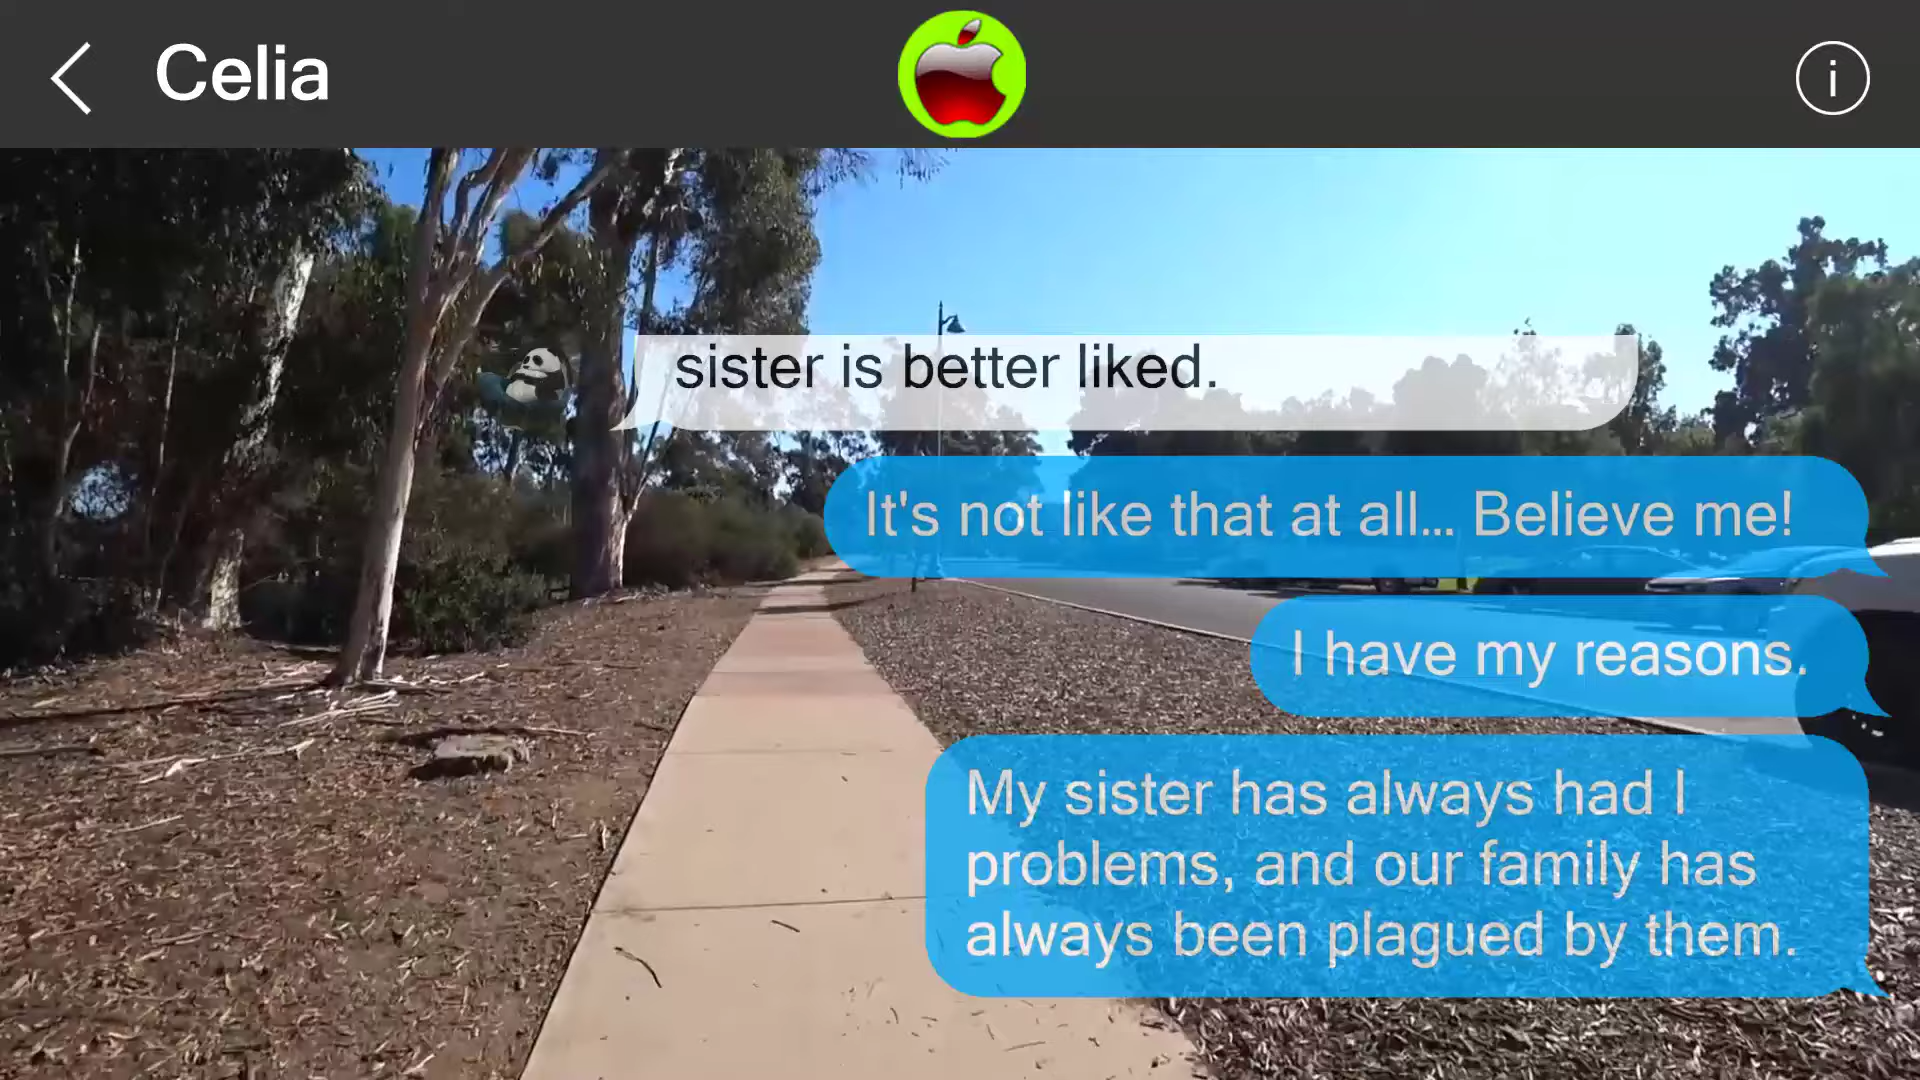 Celia
i
sister is better liked.
It's not like that at all... Believe me!
I have my reasons.
My sister has always had I
problems, and our family has
always been plagued by them.